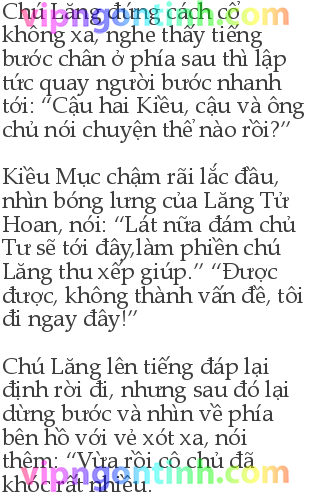 Chú Lăng đứng cách cổ
không xa, nghe thấy tiếng
bước chân ở phía sau thì lập
tức quay người bước nhanh
tới: “Cậu hai Kiều, cậu và ông
chủ nói chuyện thể nào rồi?”
Kiều Mục chậm rãi lắc đầu,
nhìn bóng lưng của Lăng Tử
Hoan, nói: “Lát nữa đám chủ
Tư sẽ tới đây,làm phiền chú
Lăng thu xếp giúp.” “Được
được, không thành vấn đề, tôi
đi ngay đây!”
Chú Lăng lên tiếng đáp lại
định rời đi, nhưng sau đó lại
dừng bước và nhìn về phía
bên hồ với vẻ xót xa, nói
thêm: “Vừa rồi cô chủ đã
khóc rất nhiều.
vipngontinh.com
vipngontinh.com